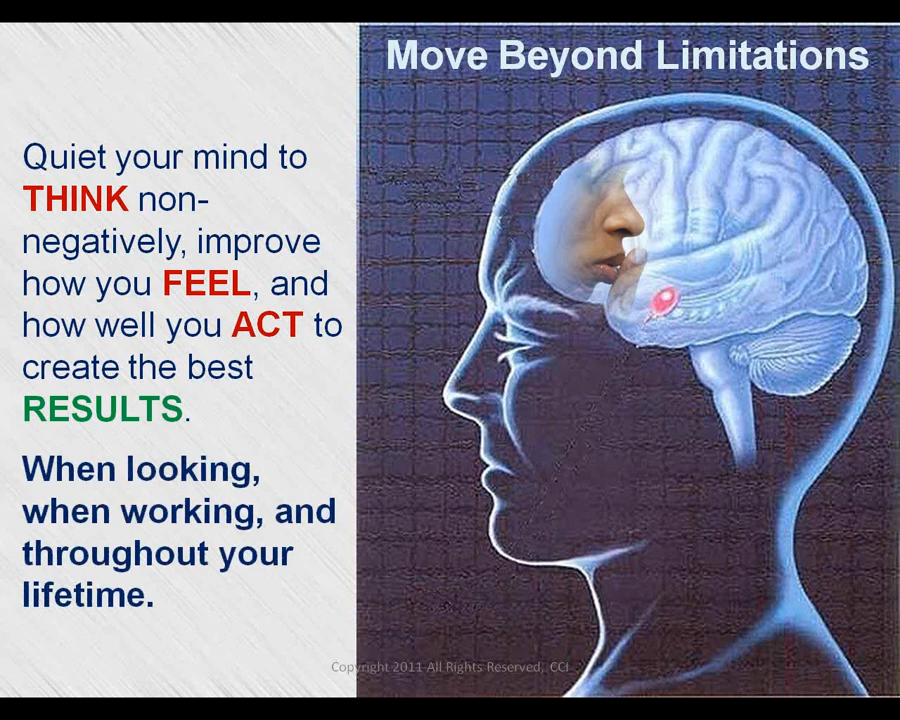 Move Beyond Limitations
Quiet your mind to
THINK non-
negatively, improve
how you FEEL, and
how well you ACT to
create the best
RESULTS.
When looking,
when working, and
throughout your
lifetime.
Copyright 2011 All Rights Reserved, CCI